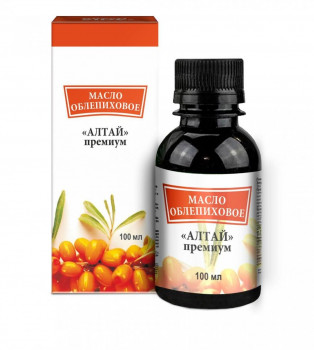 МАСЛО
ОБЛЕПИХОВОЕ
«АЛТАЙ»
премиум
100 мл
МАСЛО
ОБЛЕПИХОВОЕ
«АЛТАЙ»
премиум
100 мл